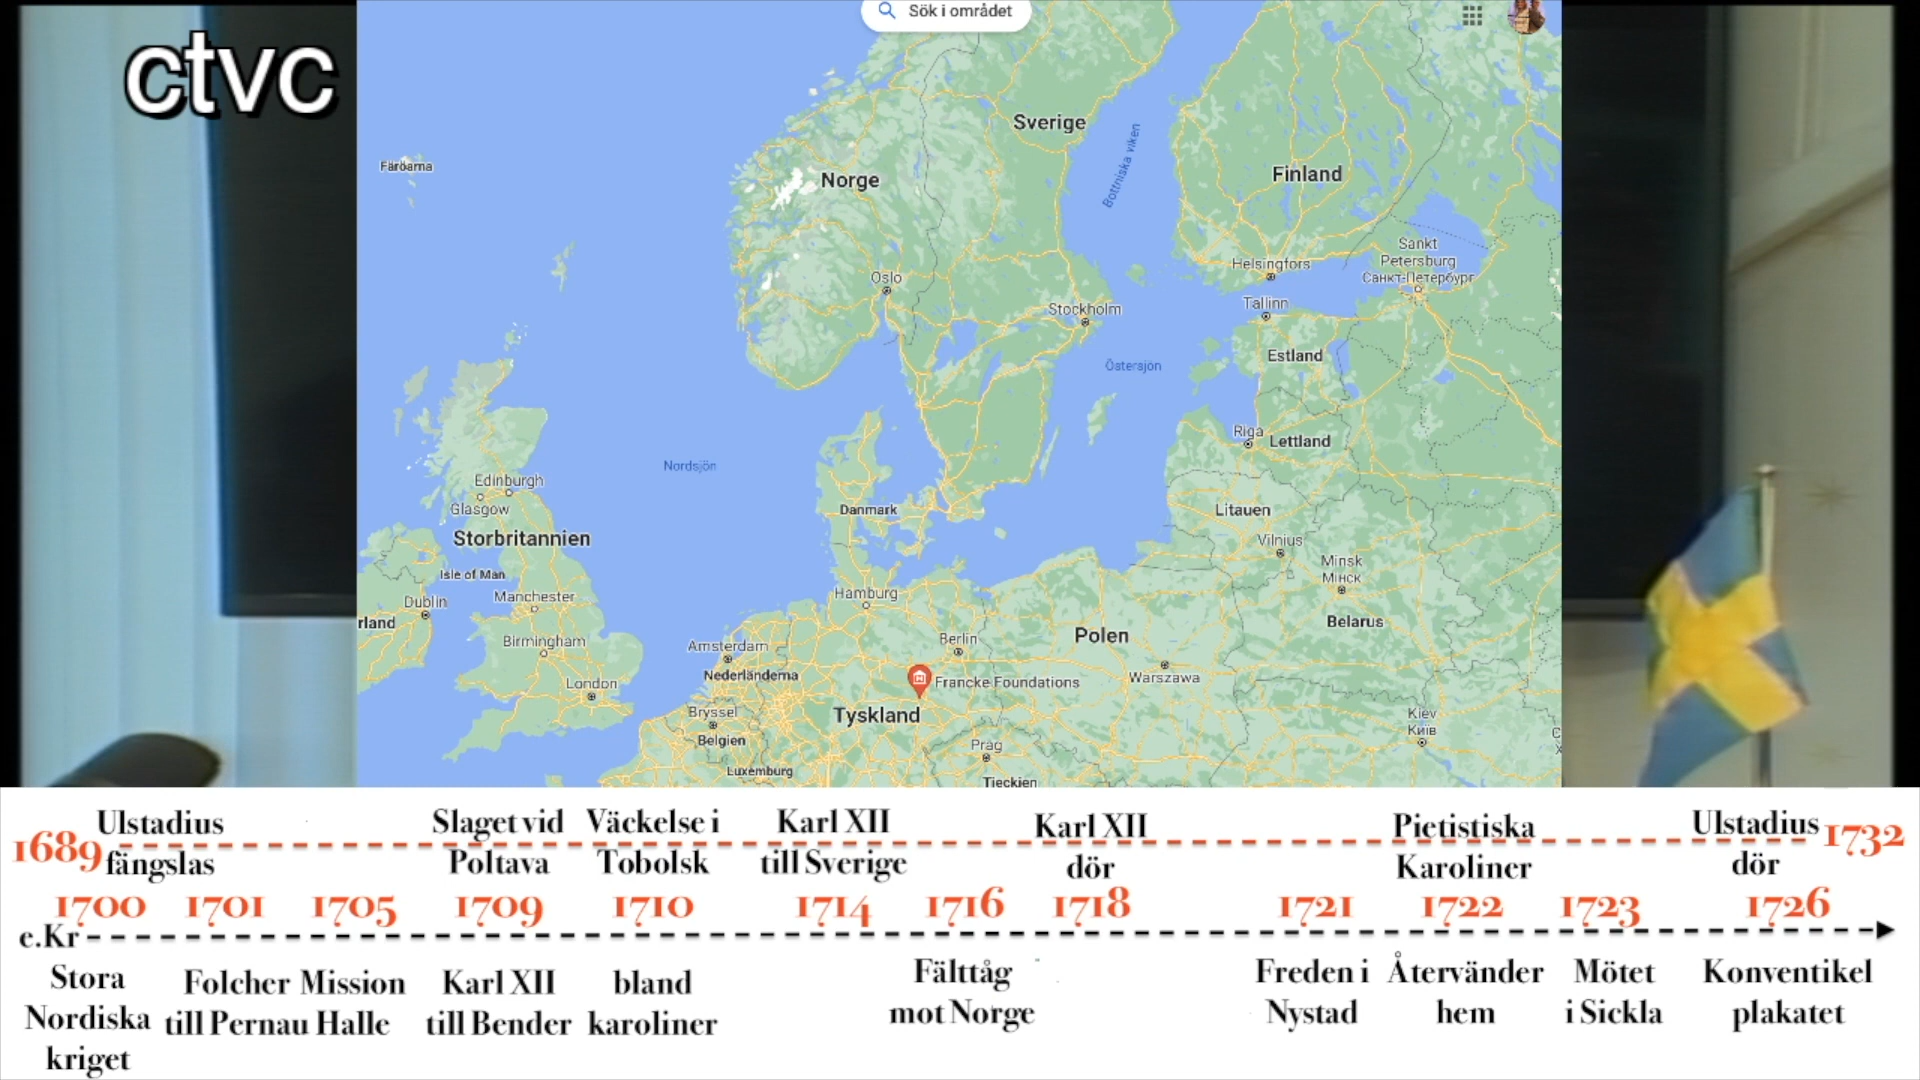 ctvc
Sök i området
Sverige
Färöarna
Bottniska viken
Norge
Finland
Sankt
Petersburg
Санкт-Петербург
Helsingfors
Oslo
Tallinn
Stockholm
Estland
Östersjön
Riga
Lettland
Nordsjön
Edinburgh
Glasgow
Danmark
Litauen
Storbritannien
Vilnius
Minsk
Мінск
Isle of Man
Hamburg
Manchester
Dublin
rland
Belarus
Polen
Birmingham
Berlin
Amsterdam
Nederländerna
Warszawa
London
Francke Foundations
Bryssel
Tyskland
Kiev
Київ
Belgien
Prag
Luxemburg
Tjeckien
1689
Ulstadius
fängslas
Slaget vid
Poltava
Väckelse i
Tobolsk
Karl XII
till Sverige
Karl XII
dör
Pietistiska
Karoliner
Ulstadius
dör
1732
1700 1701 1705 1709 1710 1714 1716 1718 1721 1722 1723 1726
e.Kr
Stora
Nordiska
kriget
Folcher
till Pernau
Mission
Halle
Karl XII
till Bender
bland
karoliner
Fälttåg
mot Norge
Freden i
Nystad
Återvänder
hem
Mötet
i Sickla
Konventikel
plakatet